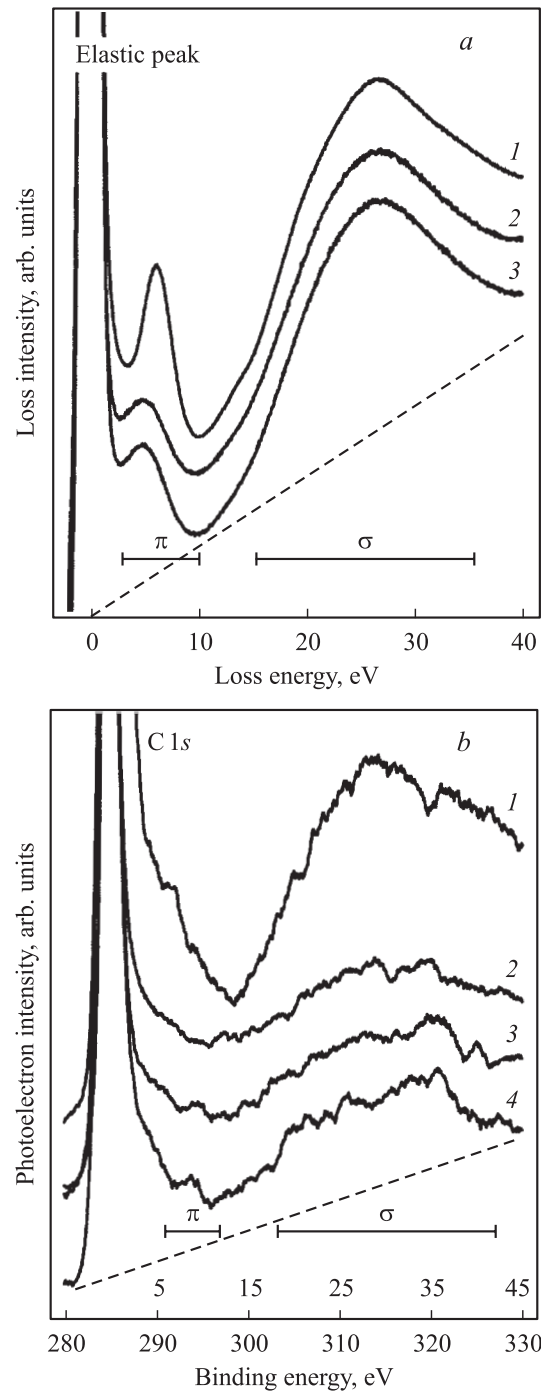 Elastic peak
a
1
2
3
π
σ
0 10 20 30 40
Loss energy, eV
Loss intensity, arb. units
C 1s
b
1
2
3
4
π
σ
5 15 25 35 45
280 290 300 310 320 330
Binding energy, eV
Photoelectron intensity, arb. units